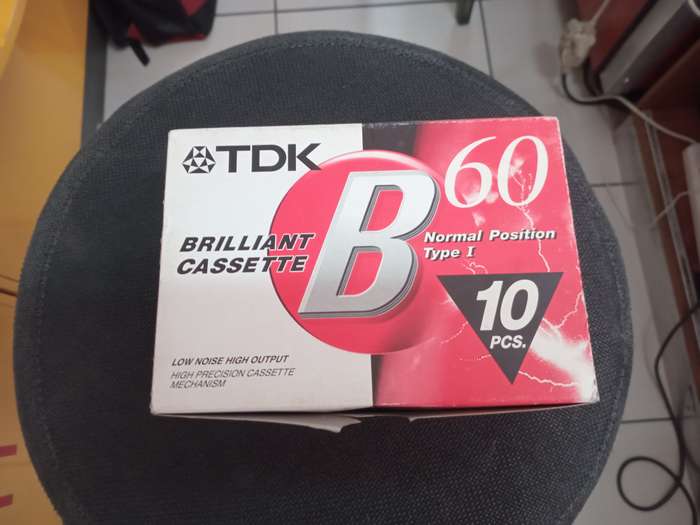 TDK
BRILLIANT
CASSETTE
B
60
Normal Position
Type I
10
PCS.
LOW NOISE HIGH OUTPUT
HIGH PRECISION CASSETTE
MECHANISM